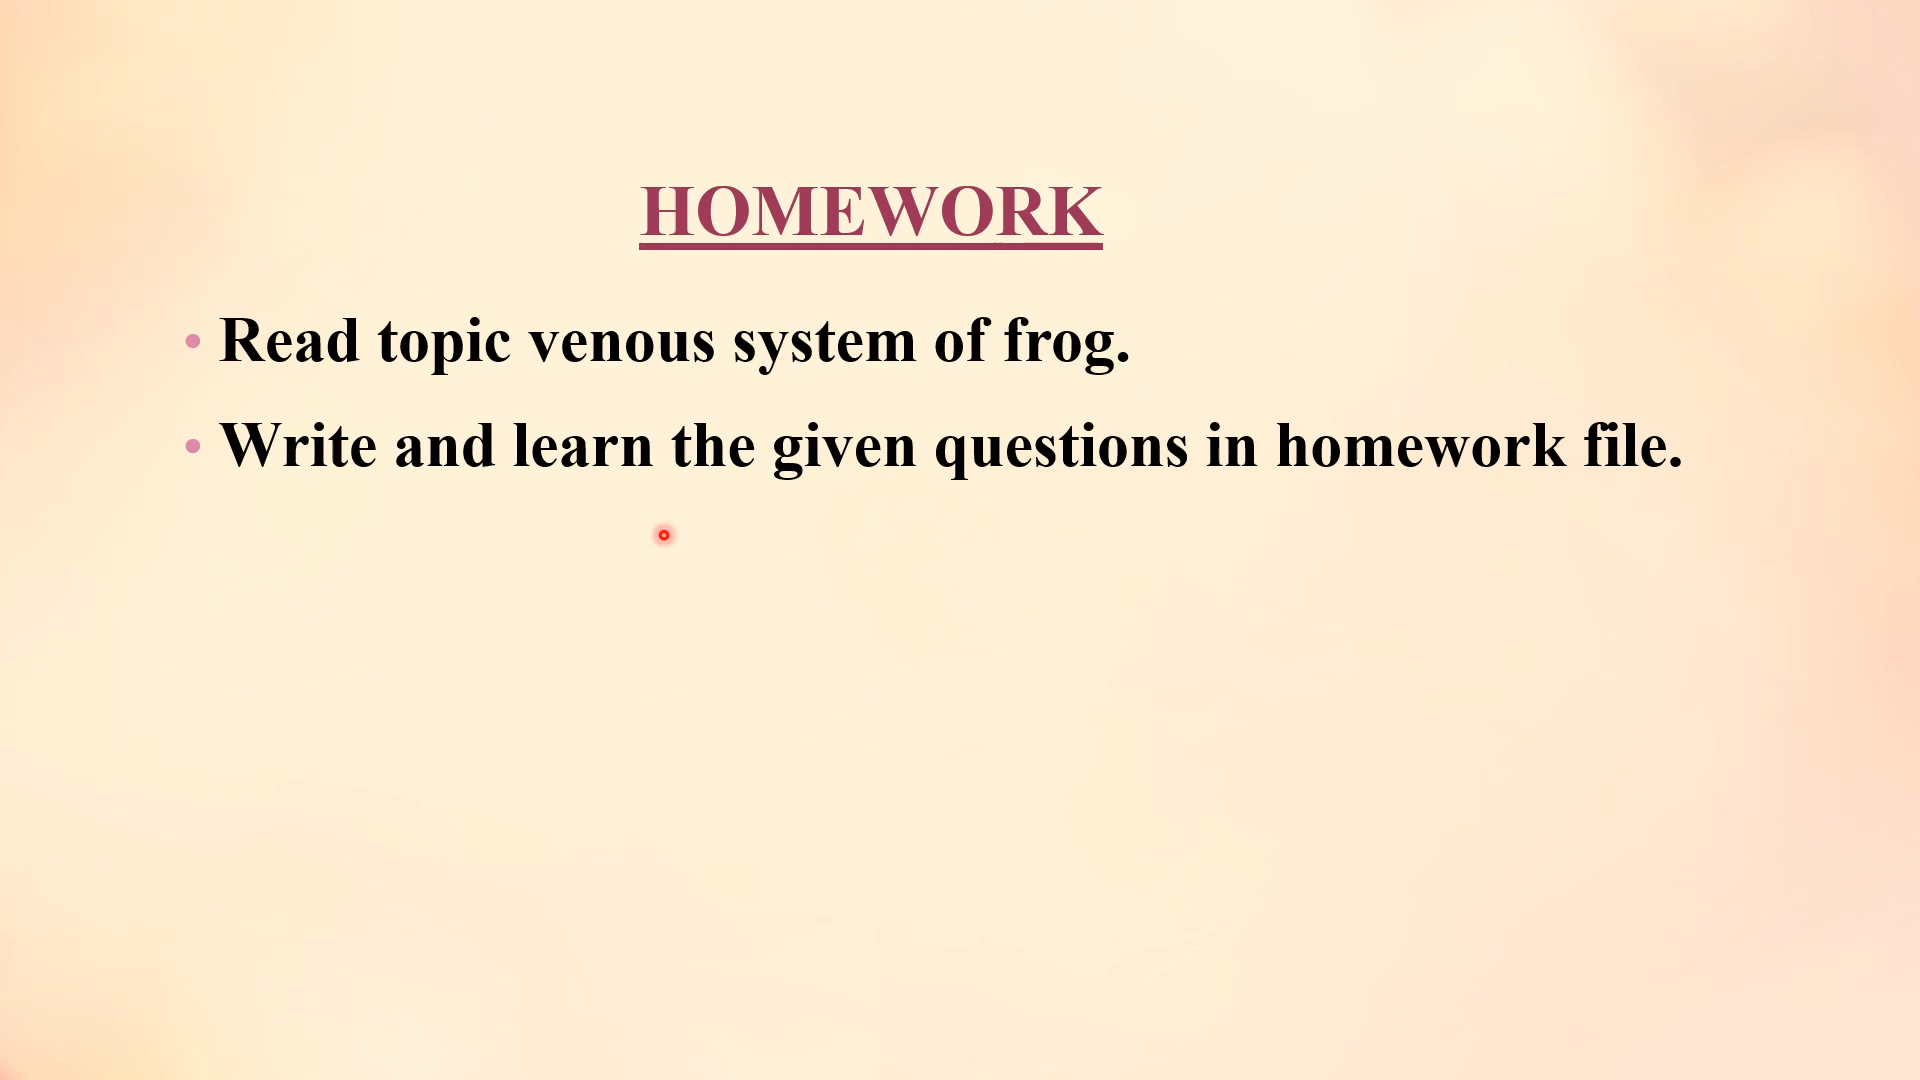 HOMEWORK
• Read topic venous system of frog.
• Write and learn the given questions in homework file.